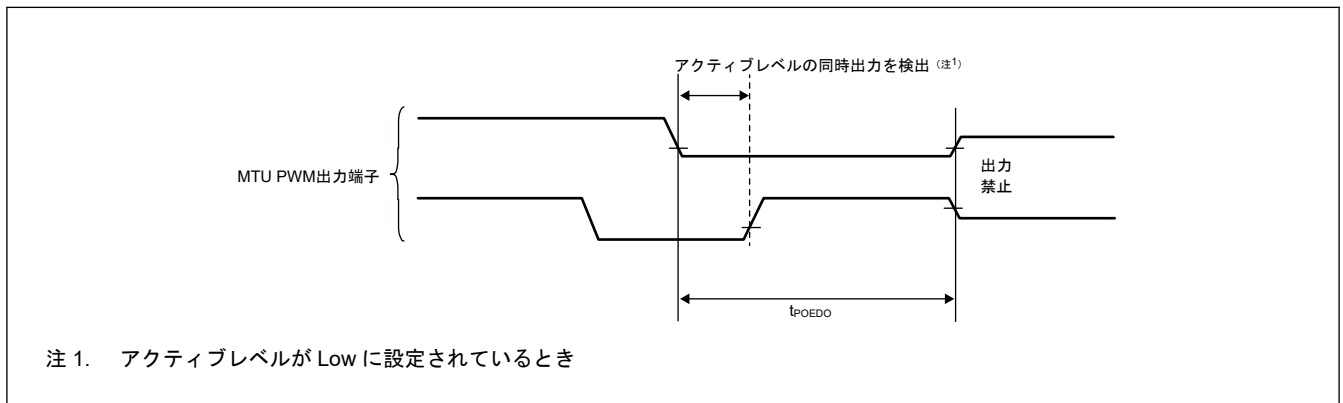 アクティブレベルの同時出力を検出（注1）
MTU PWM出力端子
出力
禁止
tPOEDO
注 1. アクティブレベルが Low に設定されているとき